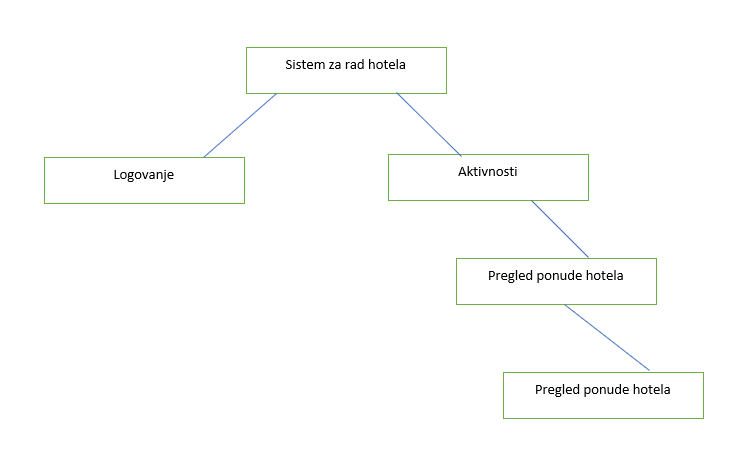 Sistem za rad hotela
Logovanje
Aktivnosti
Pregled ponude hotela
Pregled ponude hotela